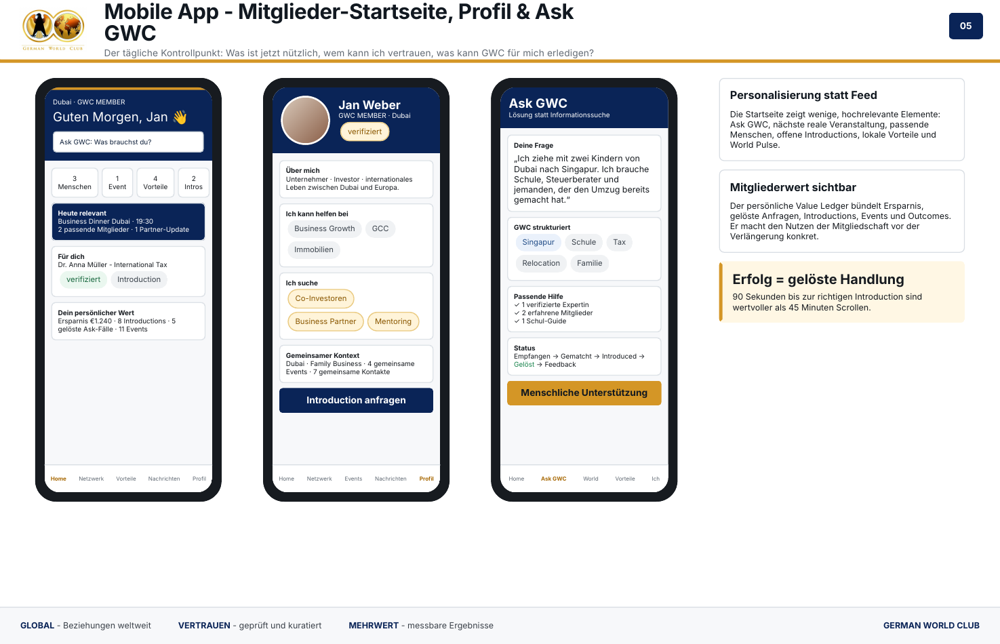 GERMAN WORLD CLUB
Mobile App - Mitglieder-Startseite, Profil & Ask
GWC
Der tägliche Kontrollpunkt: Was ist jetzt nützlich, wem kann ich vertrauen, was kann GWC für mich erledigen?
05
Dubai · GWC MEMBER
Guten Morgen, Jan 👋
Ask GWC: Was brauchst du?
3
Menschen
1
Event
4
Vorteile
2
Intros
Heute relevant
Business Dinner Dubai · 19:30
2 passende Mitglieder · 1 Partner-Update
Für dich
Dr. Anna Müller - International Tax
verifiziert
Introduction
Dein persönlicher Wert
Ersparnis €1.240 · 8 Introductions · 5
gelöste Ask-Fälle · 11 Events
Home Netzwerk Vorteile Nachrichten Profil
Jan Weber
GWC MEMBER · Dubai
verifiziert
Über mich
Unternehmer · Investor · internationales
Leben zwischen Dubai und Europa.
Ich kann helfen bei
Business Growth GCC
Immobilien
Ich suche
Co-Investoren
Business Partner Mentoring
Gemeinsamer Kontext
Dubai · Family Business · 4 gemeinsame
Events · 7 gemeinsame Kontakte
Introduction anfragen
Home Netzwerk Events Nachrichten Profil
Ask GWC
Lösung statt Informationssuche
Deine Frage
„Ich ziehe mit zwei Kindern von
Dubai nach Singapur. Ich brauche
Schule, Steuerberater und
jemanden, der den Umzug bereits
gemacht hat.“
GWC strukturiert
Singapur Schule Tax
Relocation Familie
Passende Hilfe
✓ 1 verifizierte Expertin
✓ 2 erfahrene Mitglieder
✓ 1 Schul-Guide
Status
Empfangen → Gematcht → Introduced →
Gelöst → Feedback
Menschliche Unterstützung
Home Ask GWC World Vorteile Ich
Personalisierung statt Feed
Die Startseite zeigt wenige, hochrelevante Elemente:
Ask GWC, nächste reale Veranstaltung, passende
Menschen, offene Introductions, lokale Vorteile und
World Pulse.
Mitgliederwert sichtbar
Der persönliche Value Ledger bündelt Ersparnis,
gelöste Anfragen, Introductions, Events und Outcomes.
Er macht den Nutzen der Mitgliedschaft vor der
Verlängerung konkret.
Erfolg = gelöste Handlung
90 Sekunden bis zur richtigen Introduction sind
wertvoller als 45 Minuten Scrollen.
GLOBAL - Beziehungen weltweit VERTRAUEN - geprüft und kuratiert MEHRWERT - messbare Ergebnisse GERMAN WORLD CLUB